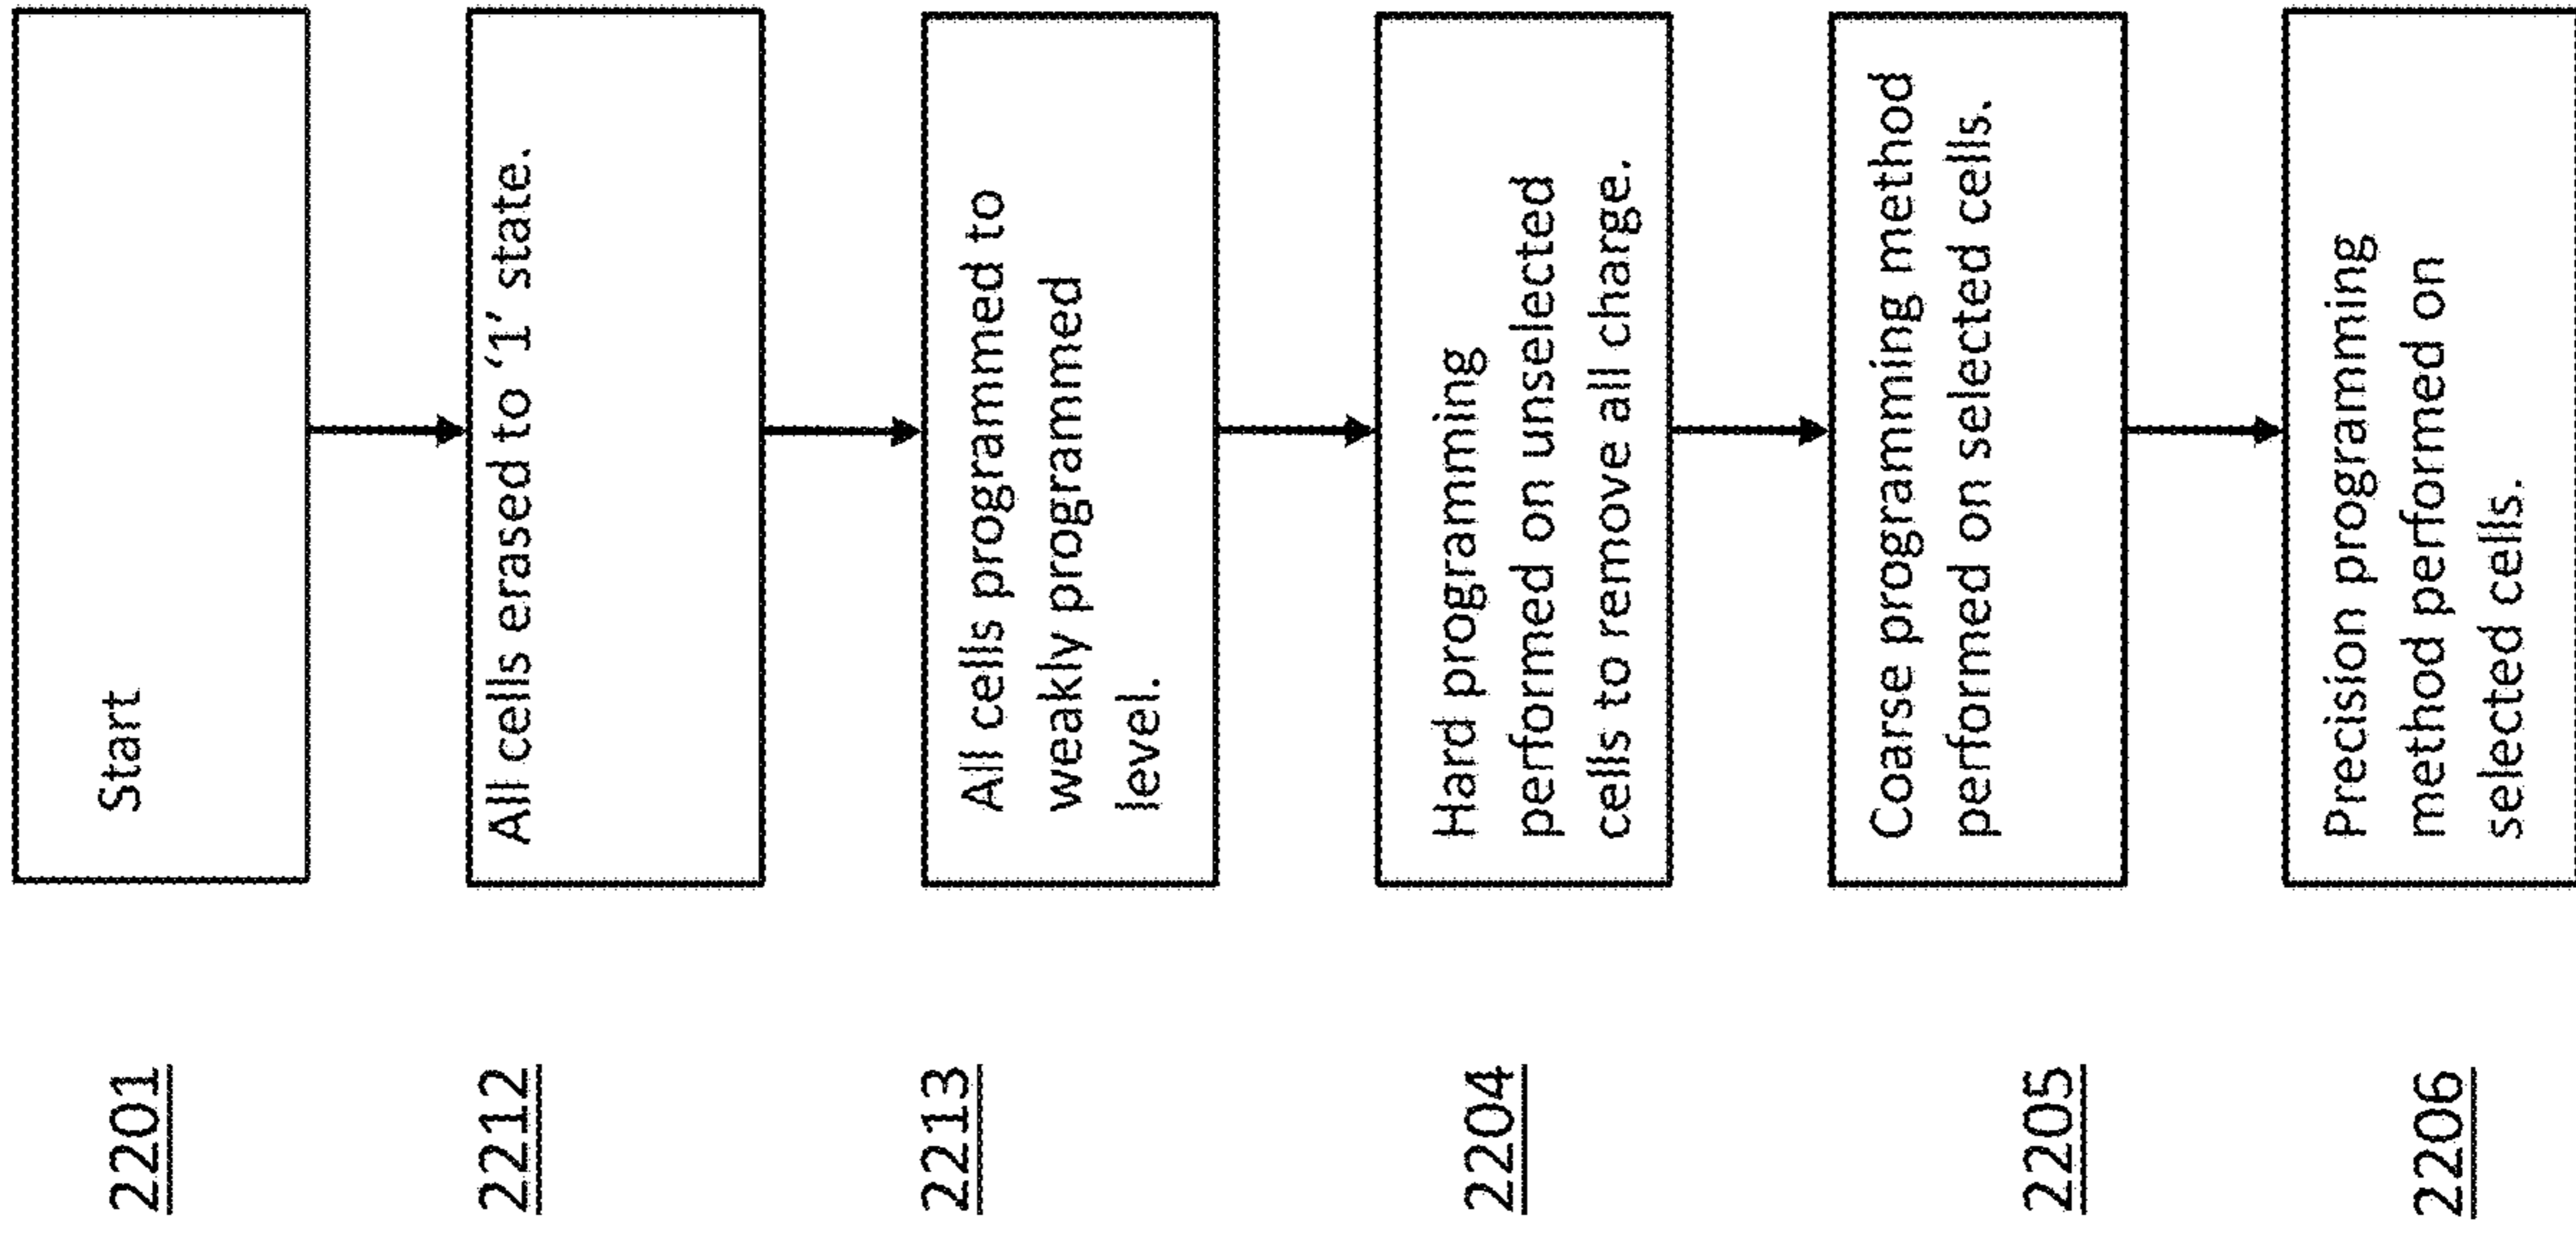 2201
Start
2212
All cells erased to ‘1’ state.
2213
All cells programmed to
weakly programmed
level.
2204
Hard programming
performed on unselected
cells to remove all charge.
2205
Coarse programming method
performed on selected cells.
2206
Precision programming
method performed on
selected cells.